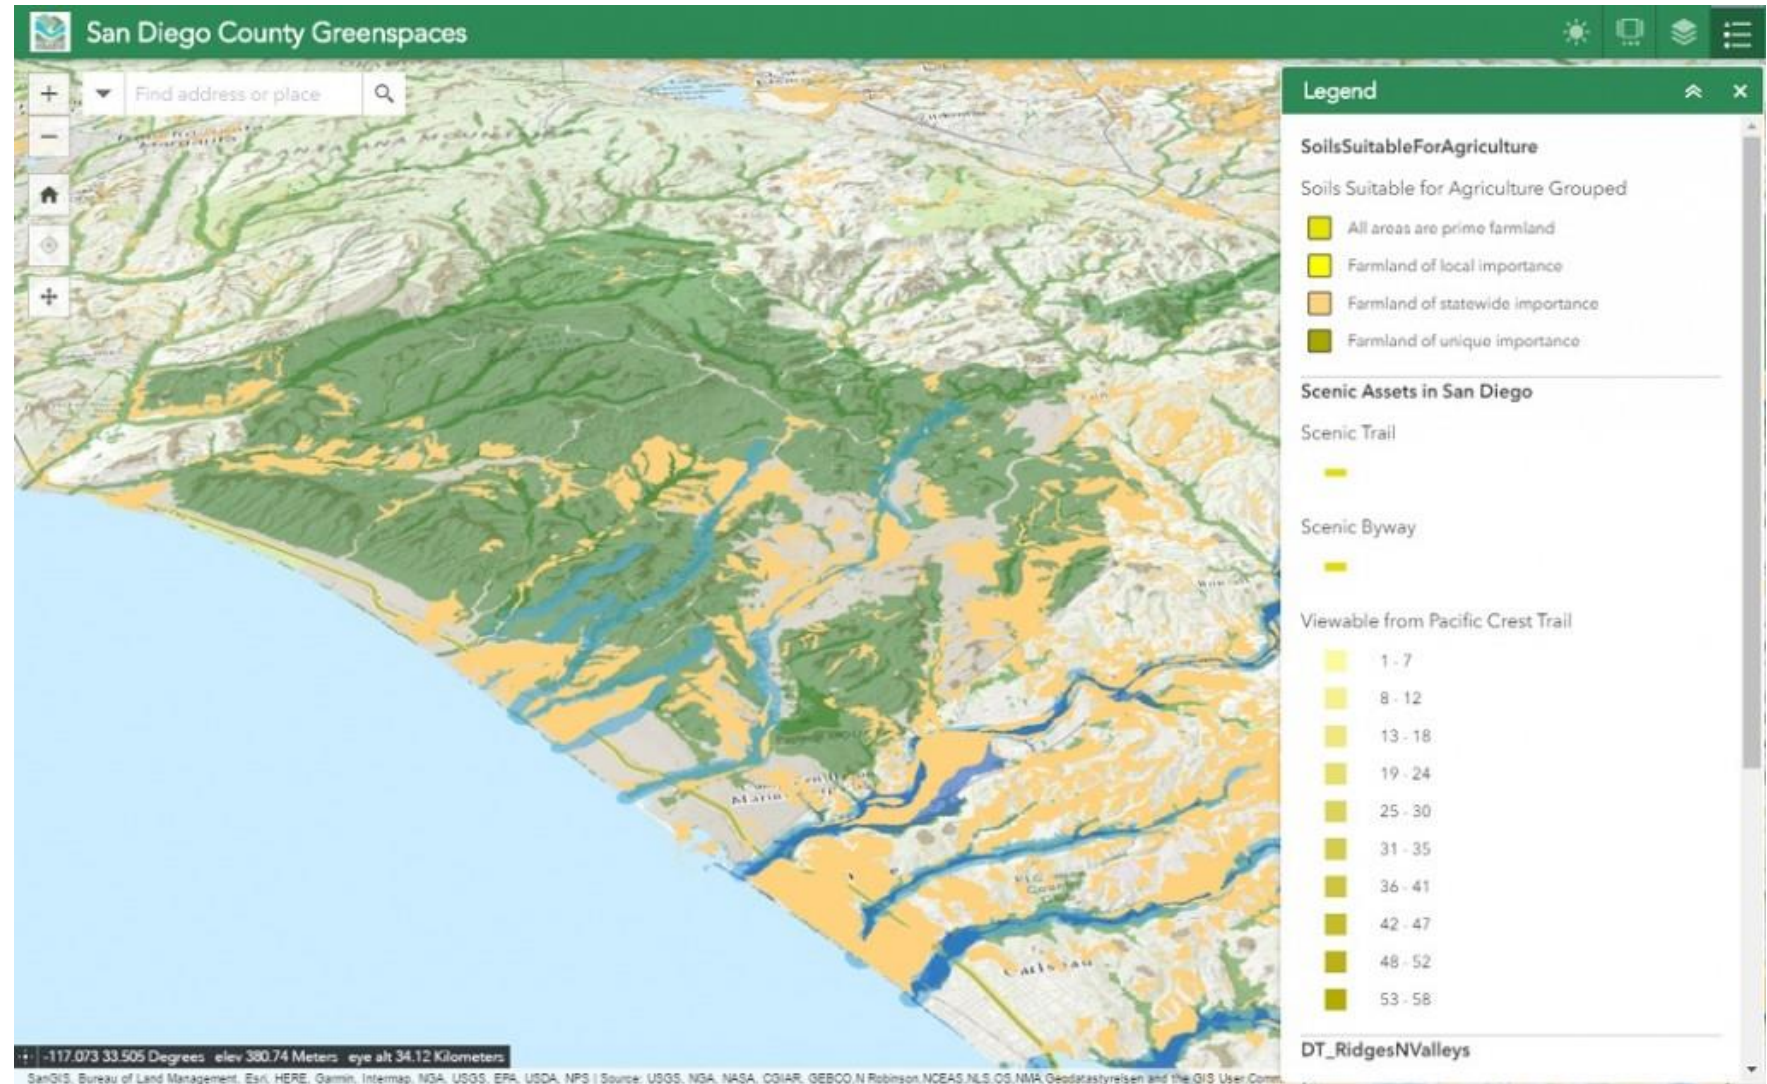 San Diego County Greenspaces
Find address or place
Legend
SoilsSuitableForAgriculture
Soils Suitable for Agriculture Grouped
All areas are prime farmland
Farmland of local importance
Farmland of statewide importance
Farmland of unique importance
Scenic Assets in San Diego
Scenic Trail
Scenic Byway
Viewable from Pacific Crest Trail
1 - 7
8 - 12
13 - 18
19 - 24
25 - 30
31 - 35
36 - 41
42 - 47
48 - 52
53 - 58
DT_RidgesNValleys
Carlsbad
-117.073 33.505 Degrees elev 380.74 Meters eye alt 34.12 Kilometers
SanGIS, Bureau of Land Management, Esri, HERE, Garmin, Intermap, NGA, USGS, EPA, USDA, NPS | Source: USGS, NGA, NASA, CGIAR, GEBCO,N Robinson,NCEAS,NLS,OS,NMA,Geodatastyrelsen and the GIS User Comm